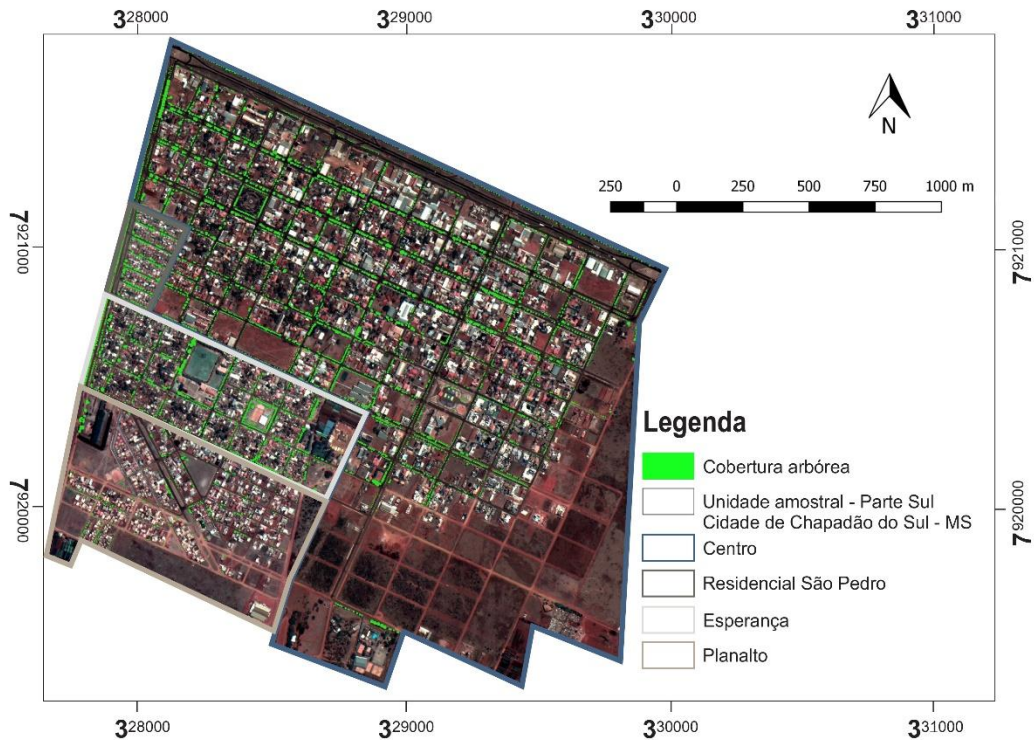 328000 329000 330000 331000
N
250 0 250 500 750 1000 m
7921000 7921000
Legenda
Cobertura arbórea
Unidade amostral - Parte Sul
Cidade de Chapadão do Sul - MS
7920000 7920000
Centro
Residencial São Pedro
Esperança
Planalto
328000 329000 330000 331000